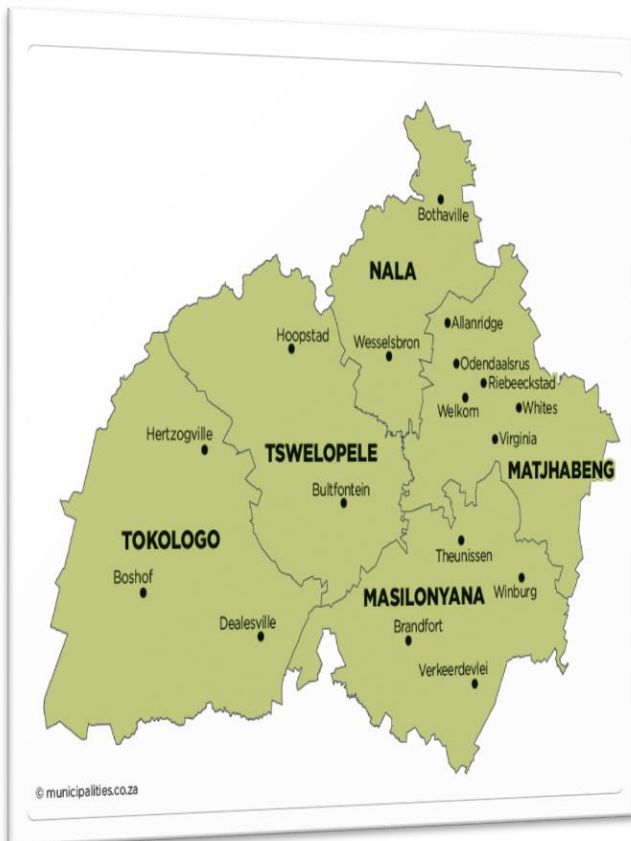 Bothaville
NALA
Allanridge
Hoopstad
Wesselsbron
Odendaalsrus
Riebeeckstad
Welkom
Whites
Hertzogville
Virginia
TSWELOPELE
MATJHABENG
Bultfontein
TOKOLOGO
Theunissen
Boshof
MASILONYANA
Winburg
Dealesville
Brandfort
Verkeerdevlei
© municipalities.co.za